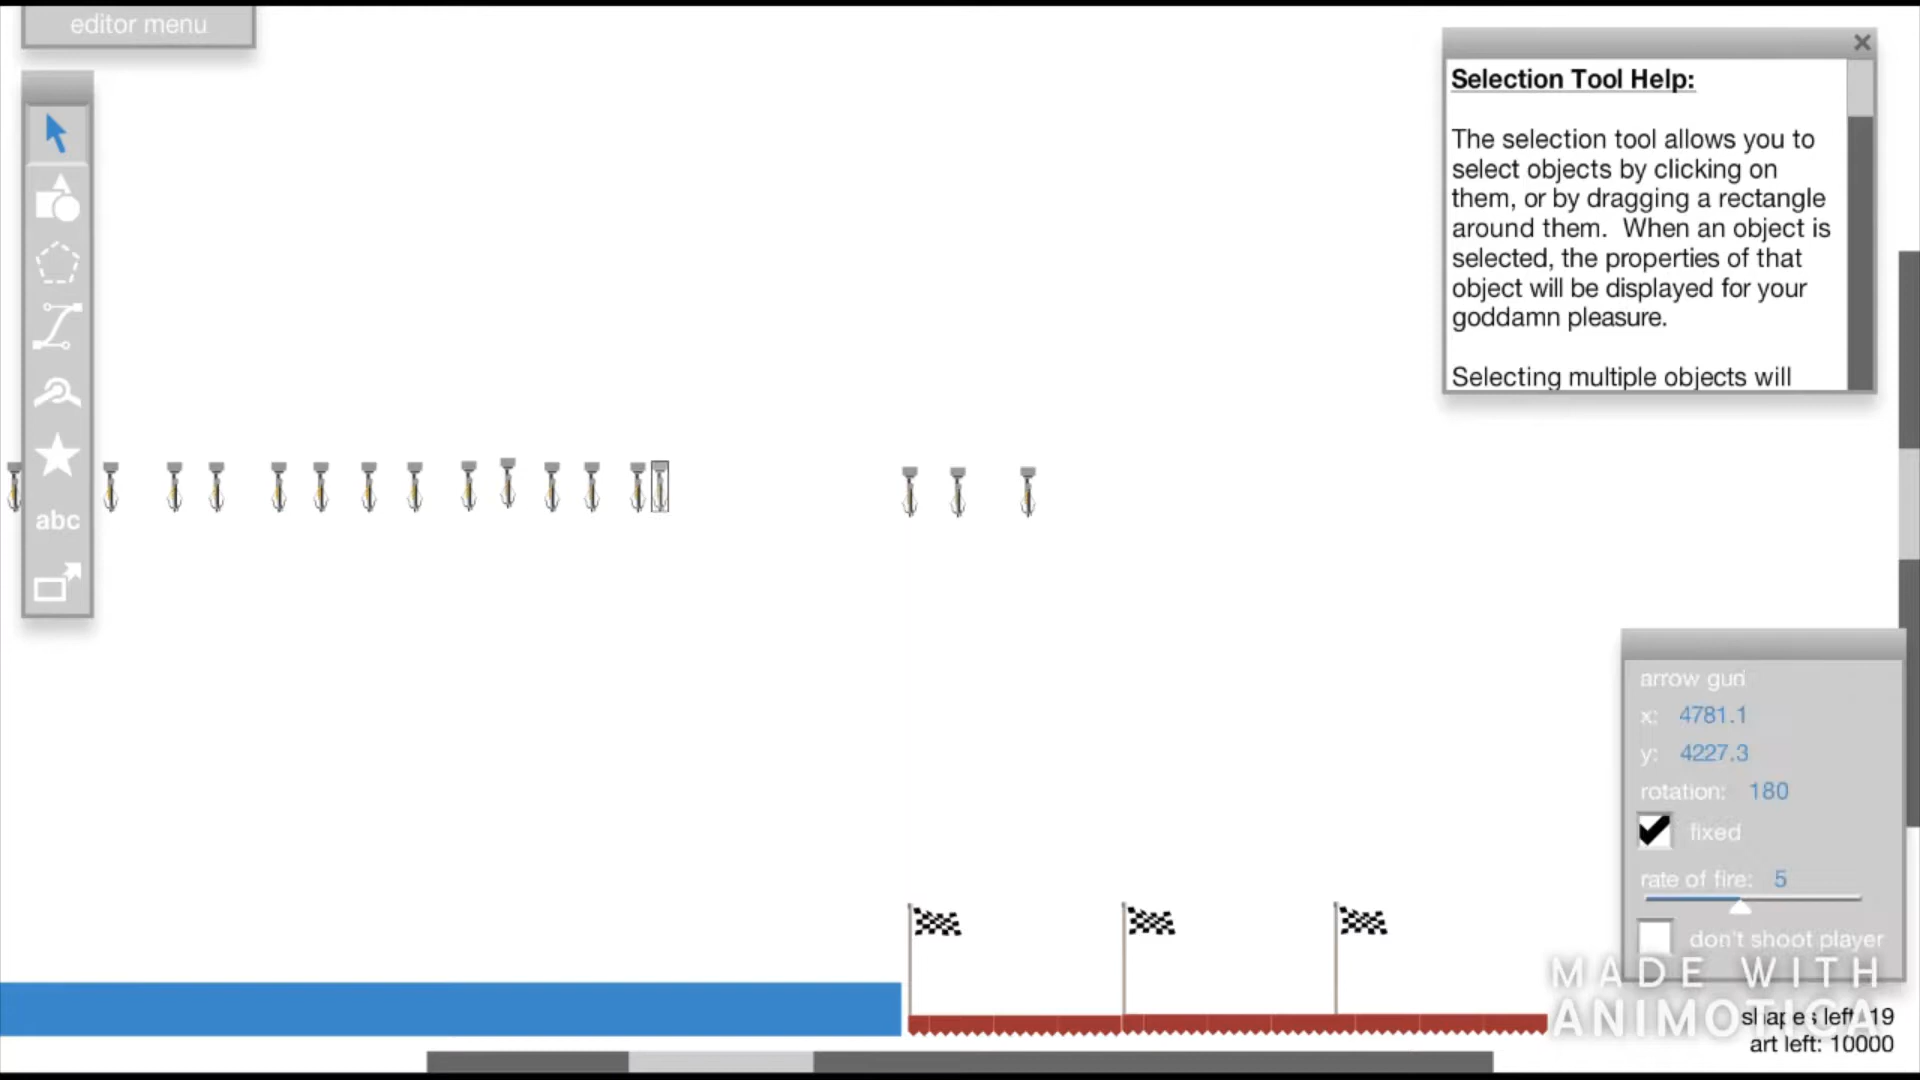 editor menu
Selection Tool Help:
The selection tool allows you to
select objects by clicking on
them, or by dragging a rectangle
around them.  When an object is
selected, the properties of that
object will be displayed for your
goddamn pleasure.
Selecting multiple objects will
abc
arrow gun
x: 4781.1
y: 4227.3
rotation: 180
fixed
rate of fire: 5
don't shoot player
MADE WITH
ANIMOTICA
shapes left: 19
art left: 10000